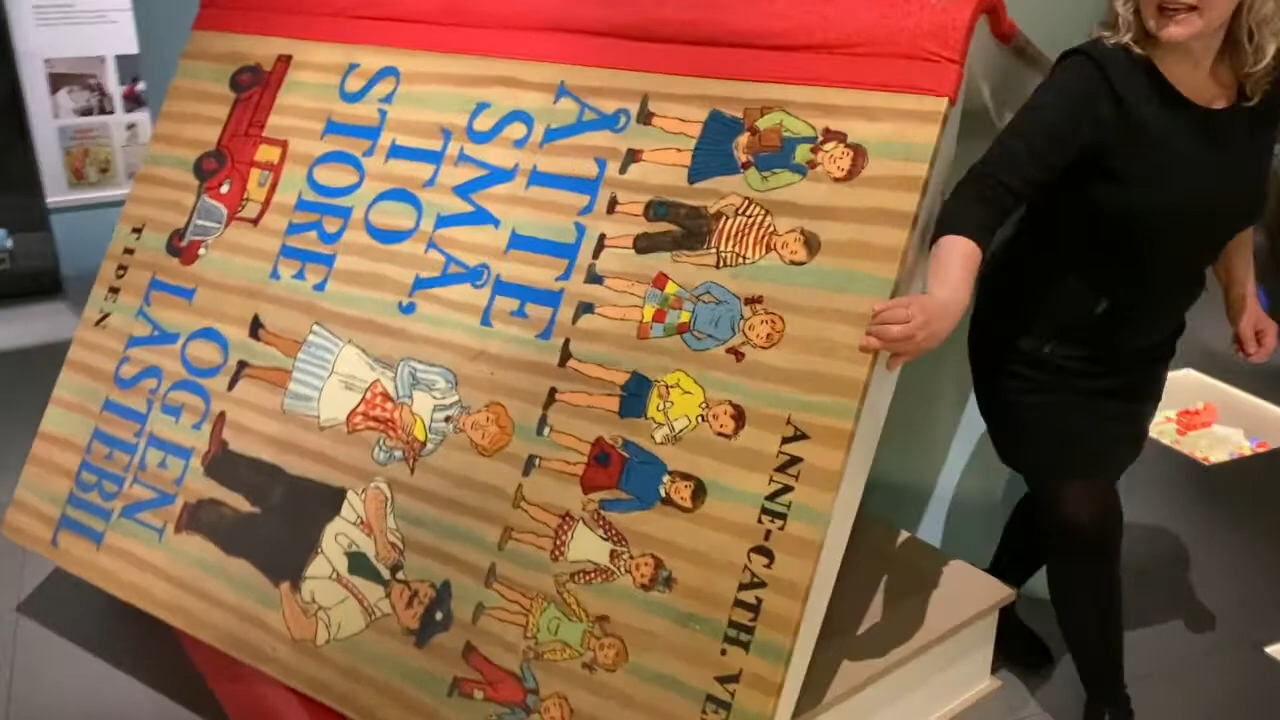 ANNE-CATH. VE
ÅTTE
SMÅ,
TO
STORE
OG EN
LASTEBIL
TIDEN